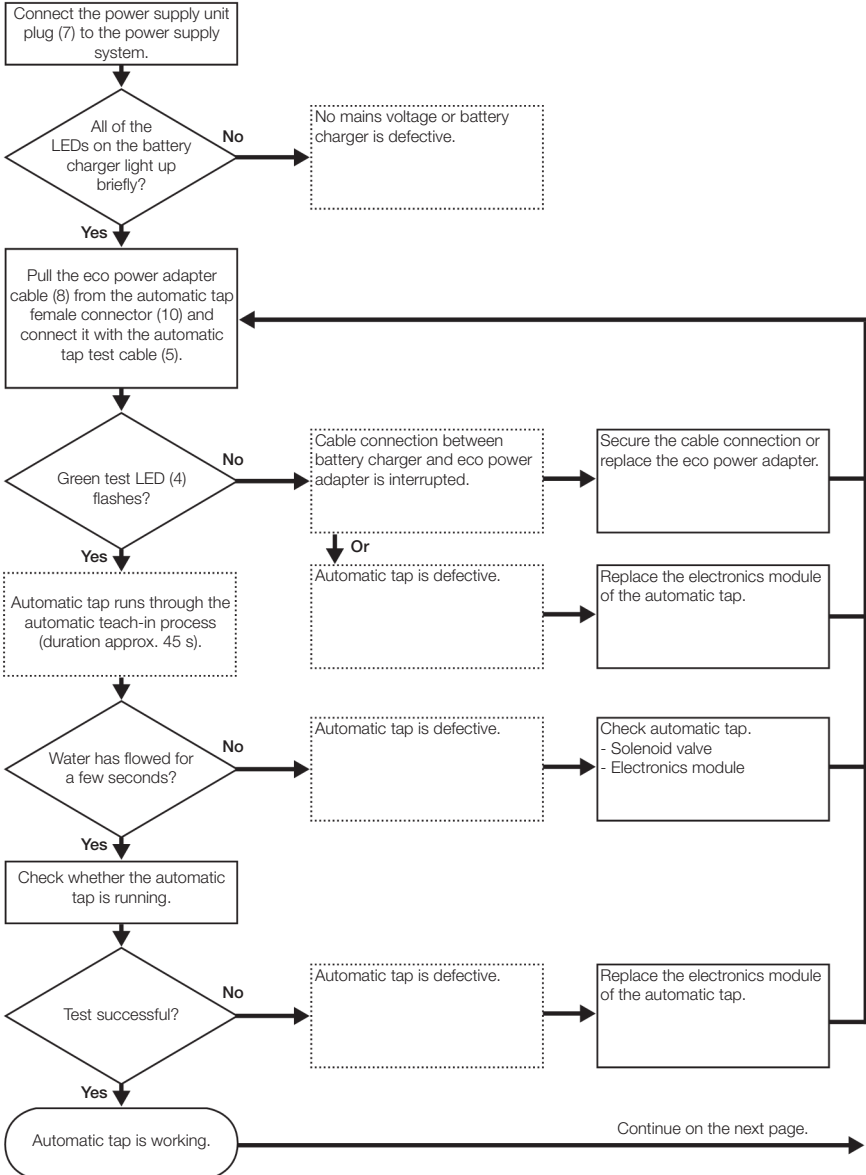 Connect the power supply unit
plug (7) to the power supply
system.
All of the
LEDs on the battery
charger light up
briefly?
No
No mains voltage or battery
charger is defective.
Yes
Pull the eco power adapter
cable (8) from the automatic tap
female connector (10) and
connect it with the automatic
tap test cable (5).
Green test LED (4)
flashes?
No
Cable connection between
battery charger and eco power
adapter is interrupted.
Secure the cable connection or
replace the eco power adapter.
Or
Automatic tap is defective.
Replace the electronics module
of the automatic tap.
Yes
Automatic tap runs through the
automatic teach-in process
(duration approx. 45 s).
Water has flowed for
a few seconds?
No
Automatic tap is defective.
Check automatic tap.
- Solenoid valve
- Electronics module
Yes
Check whether the automatic
tap is running.
Test successful?
No
Automatic tap is defective.
Replace the electronics module
of the automatic tap.
Yes
Automatic tap is working.
Continue on the next page.